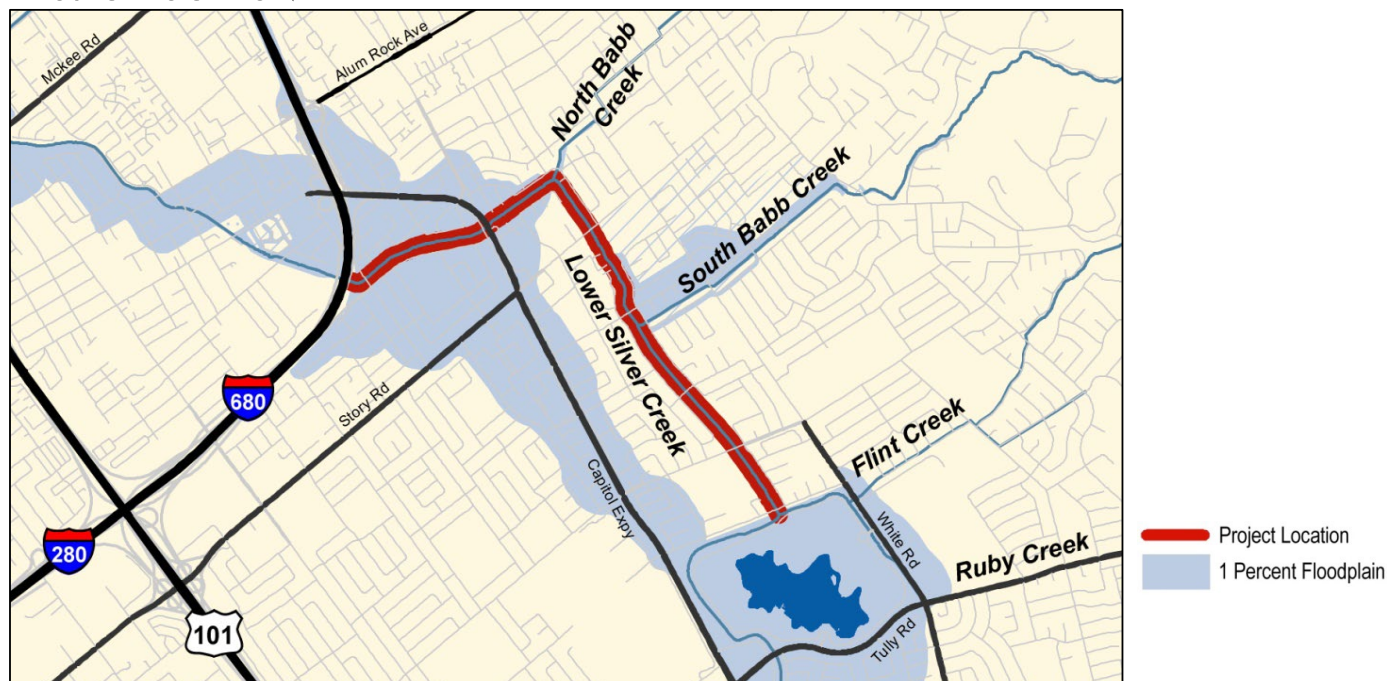 Mckee Rd
Alum Rock Ave
North Babb
Creek
South Babb Creek
Lower Silver Creek
680
Story Rd
Capitol Expy
Flint Creek
White Rd
280
Ruby Creek
101
Tully Rd
Project Location
1 Percent Floodplain